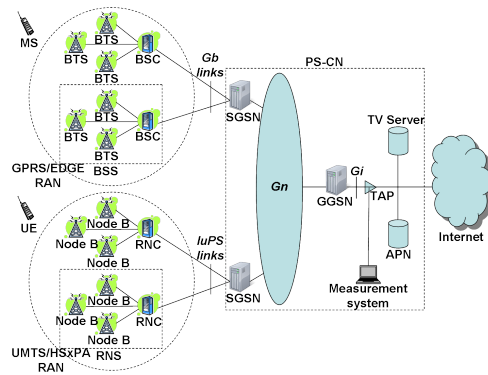 MS
BTS
BTS
BTS
BSC
BTS
BTS
BTS
BSC
BSS
GPRS/EDGE
RAN
Gb
links
SGSN
PS-CN
Gn
GGSN
Gi
TAP
TV Server
APN
Internet
Measurement
system
UE
Node B
Node B
Node B
RNC
Node B
Node B
Node B
RNC
RNS
UMTS/HSxPA
RAN
IuPS
links
SGSN